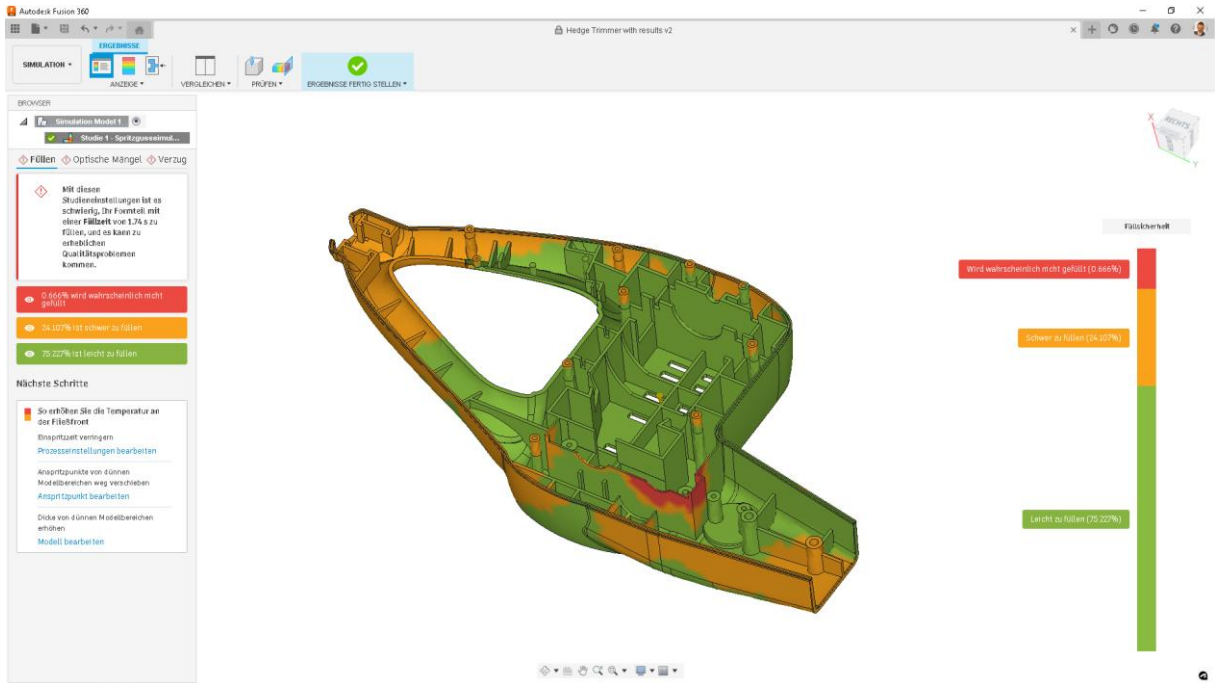 Autodesk Fusion 360
Hedge Trimmer with results v2
ERGEBNISSE
SIMULATION
ANZEIGE
VERGLEICHEN
PRÜFEN
ERGEBNISSE FERTIG STELLEN
BROWSER
Simulation Model 1
Studie 1 - Spritzgusssimul...
Füllen
Optische Mängel
Verzug
Mit diesen
Studieneinstellungen ist es
schwierig, Ihr Formteil mit
einer Füllzeit von 1.74 s zu
füllen, und es kann zu
erheblichen
Qualitätsproblemen
kommen.
0.666% wird wahrscheinlich nicht
gefüllt
24.107% ist schwer zu füllen
75.227% ist leicht zu füllen
Nächste Schritte
So erhöhen Sie die Temperatur an
der Fließfront
Einspritzzeit verringern
Prozesseinstellungen bearbeiten
Anspritzpunkte von dünnen
Modellbereichen weg verschieben
Anspritzpunkt bearbeiten
Dicke von dünnen Modellbereichen
erhöhen
Modell bearbeiten
X
RECHTS
Y
Füllsicherheit
Wird wahrscheinlich nicht gefüllt (0.666%)
Schwer zu füllen (24.107%)
Leicht zu füllen (75.227%)